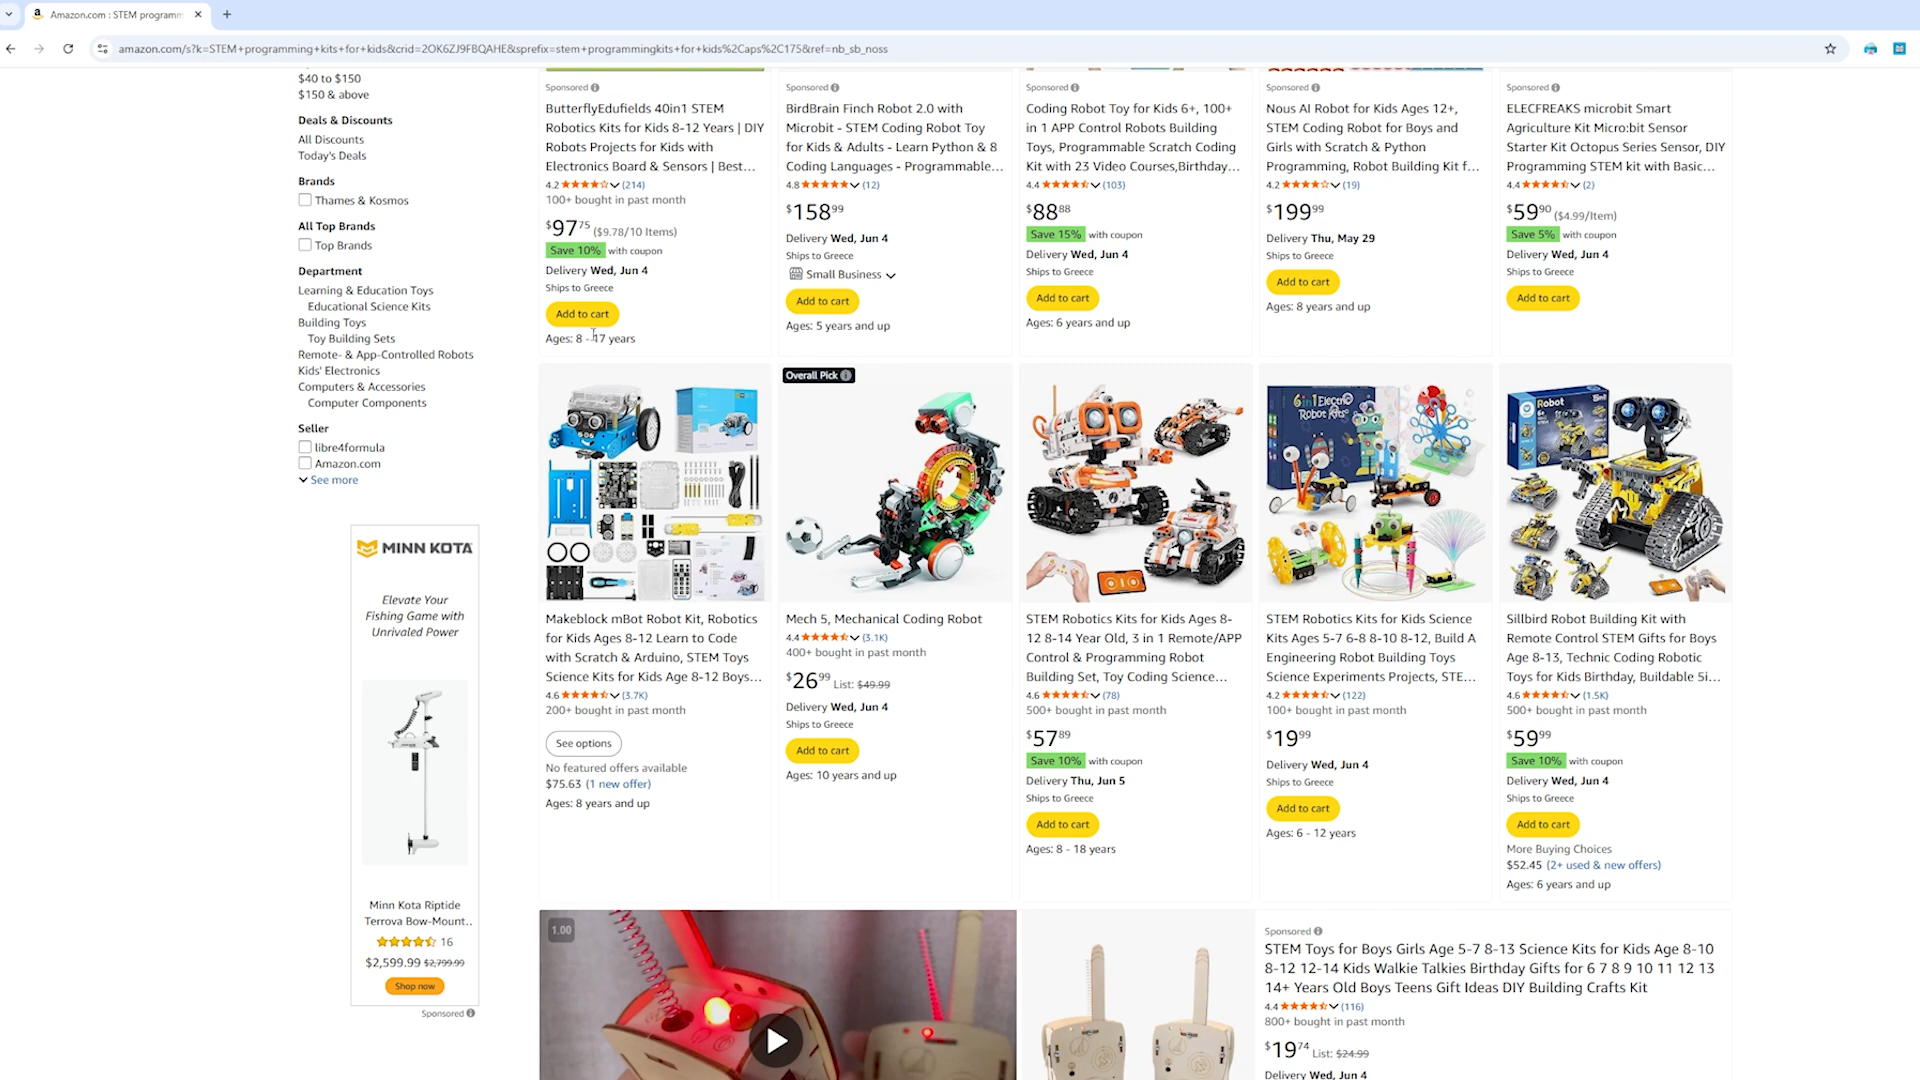 Amazon.com : STEM programm
amazon.com/s?k=STEM+programming+kits+for+kids&crid=2OK6ZJ9FBQAHE&sprefix=stem+programmingkits+for+kids%2Caps%2C175&ref=nb_sb_noss
$40 to $150
$150 & above
Deals & Discounts
All Discounts
Today's Deals
Brands
Thames & Kosmos
All Top Brands
Top Brands
Department
Learning & Education Toys
Educational Science Kits
Building Toys
Toy Building Sets
Remote- & App-Controlled Robots
Kids' Electronics
Computers & Accessories
Computer Components
Seller
libre4formula
Amazon.com
See more
MINN KOTA
Elevate Your
Fishing Game with
Unrivaled Power
Minn Kota Riptide
Terrova Bow-Mount..
16
$2,599.99 $2,799.99
Shop now
Sponsored
Sponsored
ButterflyEdufields 40in1 STEM
Robotics Kits for Kids 8-12 Years | DIY
Robots Projects for Kids with
Electronics Board & Sensors | Best...
4.2 (214)
100+ bought in past month
$97 75 ($9.78/10 Items)
Save 10% with coupon
Delivery Wed, Jun 4
Ships to Greece
Add to cart
Ages: 8 - 17 years
Sponsored
BirdBrain Finch Robot 2.0 with
Microbit - STEM Coding Robot Toy
for Kids & Adults - Learn Python & 8
Coding Languages - Programmable...
4.8 (12)
$158 99
Delivery Wed, Jun 4
Ships to Greece
Small Business
Add to cart
Ages: 5 years and up
Sponsored
Coding Robot Toy for Kids 6+, 100+
in 1 APP Control Robots Building
Toys, Programmable Scratch Coding
Kit with 23 Video Courses,Birthday...
4.4 (103)
$88 88
Save 15% with coupon
Delivery Wed, Jun 4
Ships to Greece
Add to cart
Ages: 6 years and up
Sponsored
Nous AI Robot for Kids Ages 12+,
STEM Coding Robot for Boys and
Girls with Scratch & Python
Programming, Robot Building Kit f...
4.2 (19)
$199 99
Delivery Thu, May 29
Ships to Greece
Add to cart
Ages: 8 years and up
Sponsored
ELECFREAKS microbit Smart
Agriculture Kit Micro:bit Sensor
Starter Kit Octopus Series Sensor, DIY
Programming STEM kit with Basic...
4.4 (2)
$59 90 ($4.99/Item)
Save 5% with coupon
Delivery Wed, Jun 4
Ships to Greece
Add to cart
Makeblock mBot Robot Kit, Robotics
for Kids Ages 8-12 Learn to Code
with Scratch & Arduino, STEM Toys
Science Kits for Kids Age 8-12 Boys...
4.6 (3.7K)
200+ bought in past month
See options
No featured offers available
$75.63 (1 new offer)
Ages: 8 years and up
Overall Pick
Mech 5, Mechanical Coding Robot
4.4 (3.1K)
400+ bought in past month
$26 99 List: $49.99
Delivery Wed, Jun 4
Ships to Greece
Add to cart
Ages: 10 years and up
STEM Robotics Kits for Kids Ages 8-
12 8-14 Year Old, 3 in 1 Remote/APP
Control & Programming Robot
Building Set, Toy Coding Science...
4.6 (78)
500+ bought in past month
$57 89
Save 10% with coupon
Delivery Thu, Jun 5
Ships to Greece
Add to cart
Ages: 8 - 18 years
6 in 1 Electro
Robot Kits
STEM Robotics Kits for Kids Science
Kits Ages 5-7 6-8 8-10 8-12, Build A
Engineering Robot Building Toys
Science Experiments Projects, STE...
4.2 (122)
100+ bought in past month
$19 99
Delivery Wed, Jun 4
Ships to Greece
Add to cart
Ages: 6 - 12 years
Robot
Sillbird Robot Building Kit with
Remote Control STEM Gifts for Boys
Age 8-13, Technic Coding Robotic
Toys for Kids Birthday, Buildable 5i...
4.6 (1.5K)
500+ bought in past month
$59 99
Save 10% with coupon
Delivery Wed, Jun 4
Ships to Greece
Add to cart
More Buying Choices
$52.45 (2+ used & new offers)
Ages: 6 years and up
1.00
Sponsored
STEM Toys for Boys Girls Age 5-7 8-13 Science Kits for Kids Age 8-10
8-12 12-14 Kids Walkie Talkies Birthday Gifts for 6 7 8 9 10 11 12 13
14+ Years Old Boys Teens Gift Ideas DIY Building Crafts Kit
4.4 (116)
800+ bought in past month
$19 74 List: $24.99
Delivery Wed, Jun 4